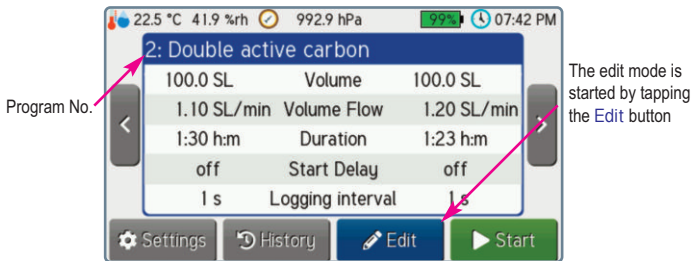 22.5 °C 41.9 %rh 992.9 hPa 99% 07:42 PM
2: Double active carbon
100.0 SL Volume 100.0 SL
1.10 SL/min Volume Flow 1.20 SL/min
1:30 h:m Duration 1:23 h:m
off Start Delay off
1 s Logging interval 1 s
Settings History Edit Start
Program No.
The edit mode is
started by tapping
the Edit button